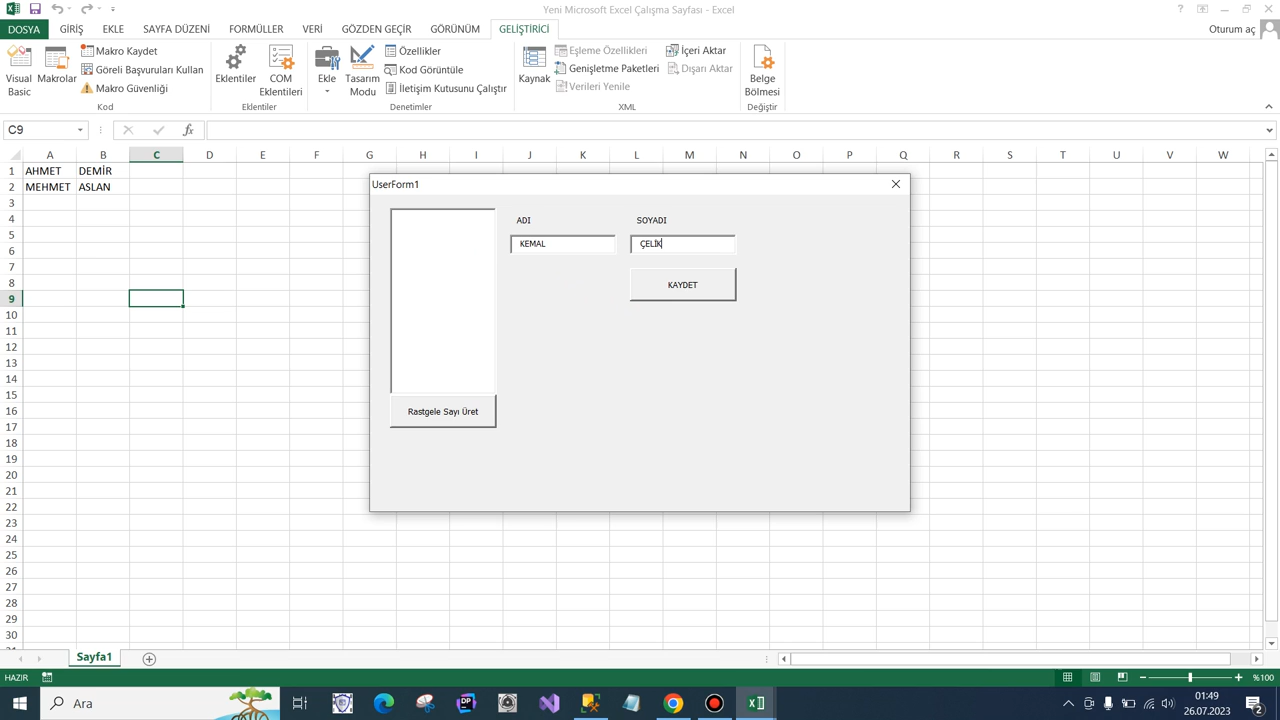 Yeni Microsoft Excel Çalışma Sayfası - Excel
DOSYA GİRİŞ EKLE SAYFA DÜZENİ FORMÜLLER VERİ GÖZDEN GEÇİR GÖRÜNÜM GELİŞTİRİCİ Oturum aç
Visual Basic
Makrolar
Makro Kaydet
Göreli Başvuruları Kullan
Makro Güvenliği
Kod
Eklentiler
COM Eklentileri
Eklentiler
Ekle
Tasarım Modu
Özellikler
Kod Görüntüle
İletişim Kutusunu Çalıştır
Denetimler
Kaynak
Eşleme Özellikleri
Genişletme Paketleri
Verileri Yenile
İçeri Aktar
Dışarı Aktar
XML
Belge Bölmesi
Değiştir
C9 fx
A B C D E F G H I J K L M N O P Q R S T U V W
1 AHMET DEMİR
2 MEHMET ASLAN
3
4
5
6
7
8
9
10
11
12
13
14
15
16
17
18
19
20
21
22
23
24
25
26
27
28
29
30
UserForm1
ADI SOYADI
KEMAL ÇELİK
KAYDET
Rastgele Sayı Üret
Sayfa1
HAZIR %100
Ara DP 01:49
26.07.2023 2